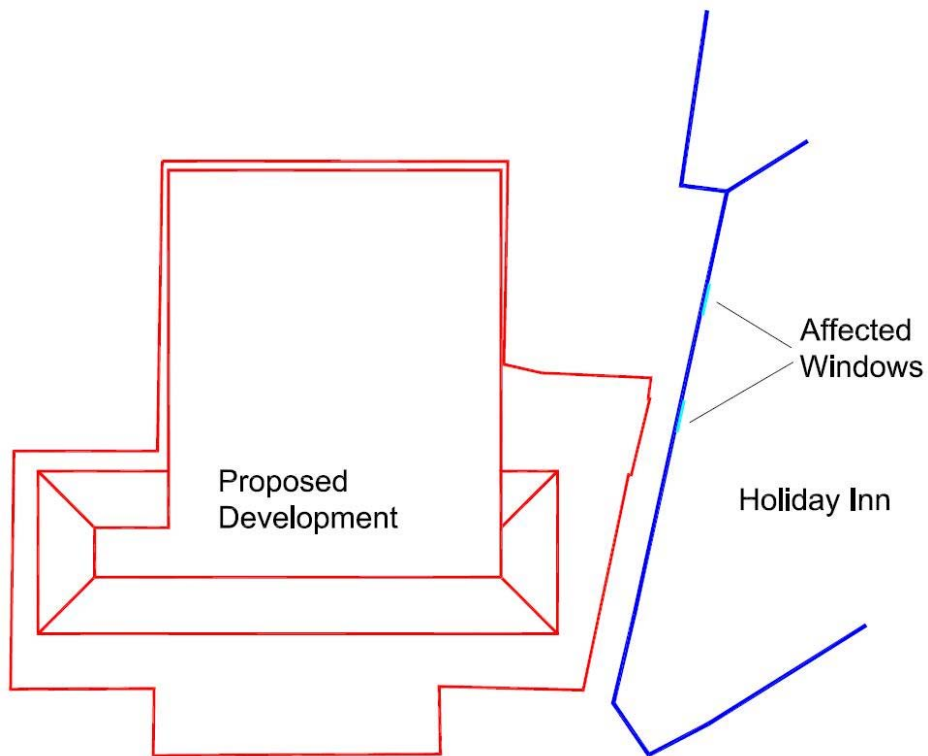 Affected
Windows
Proposed
Development
Holiday Inn